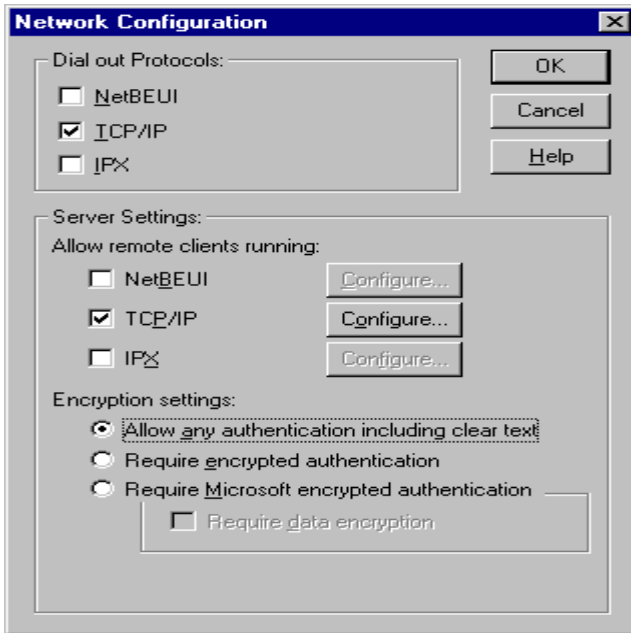 Network Configuration
Dial out Protocols:
NetBEUI
TCP/IP
IPX
OK
Cancel
Help
Server Settings:
Allow remote clients running:
NetBEUI Configure...
TCP/IP Configure...
IPX Configure...
Encryption settings:
Allow any authentication including clear text
Require encrypted authentication
Require Microsoft encrypted authentication
Require data encryption